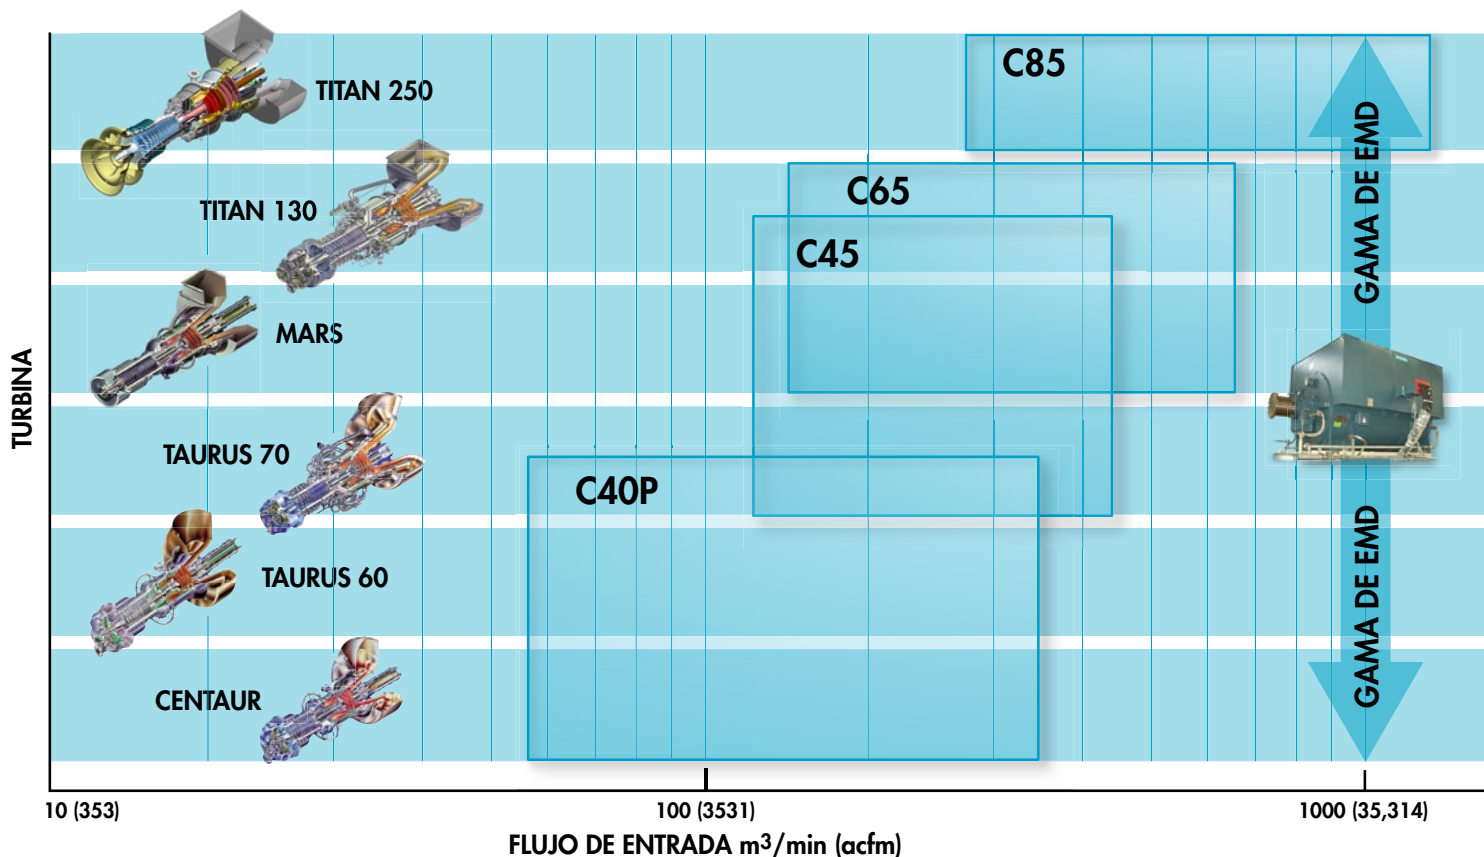 C85
TITAN 250
GAMA DE EMD
C65
TITAN 130
C45
MARS
TURBINA
TAURUS 70
C40P
GAMA DE EMD
TAURUS 60
CENTAUR
10 (353)
100 (3531)
1000 (35,314)
FLUJO DE ENTRADA m³/min (acfm)